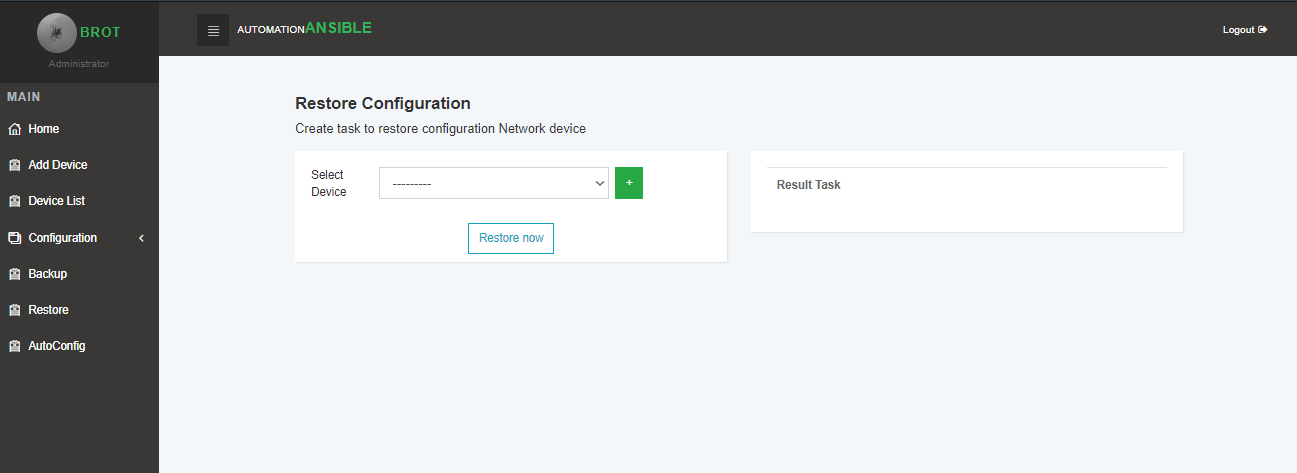 BROT
Administrator
MAIN
Home
Add Device
Device List
Configuration
Backup
Restore
AutoConfig
AUTOMATIONANSIBLE
Logout
Restore Configuration
Create task to restore configuration Network device
Select
Device
---------
+
Restore now
Result Task